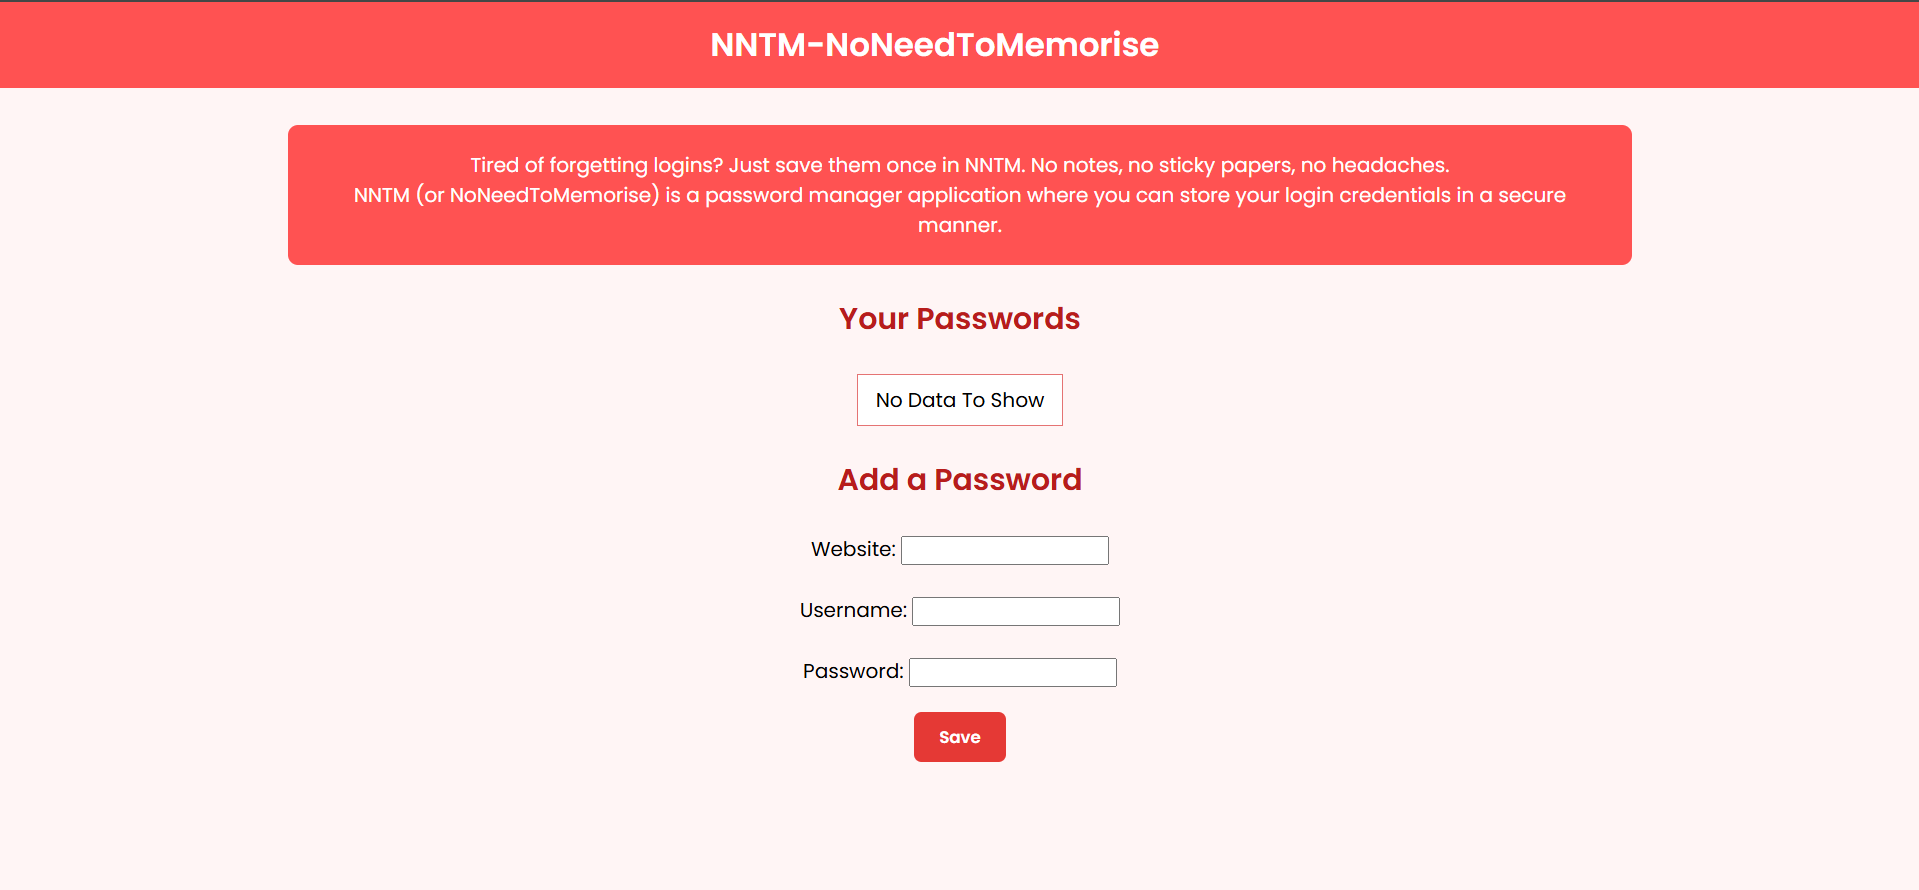 NNTM-NoNeedToMemorise
Tired of forgetting logins? Just save them once in NNTM. No notes, no sticky papers, no headaches.
NNTM (or NoNeedToMemorise) is a password manager application where you can store your login credentials in a secure
manner.
Your Passwords
No Data To Show
Add a Password
Website:
Username:
Password:
Save